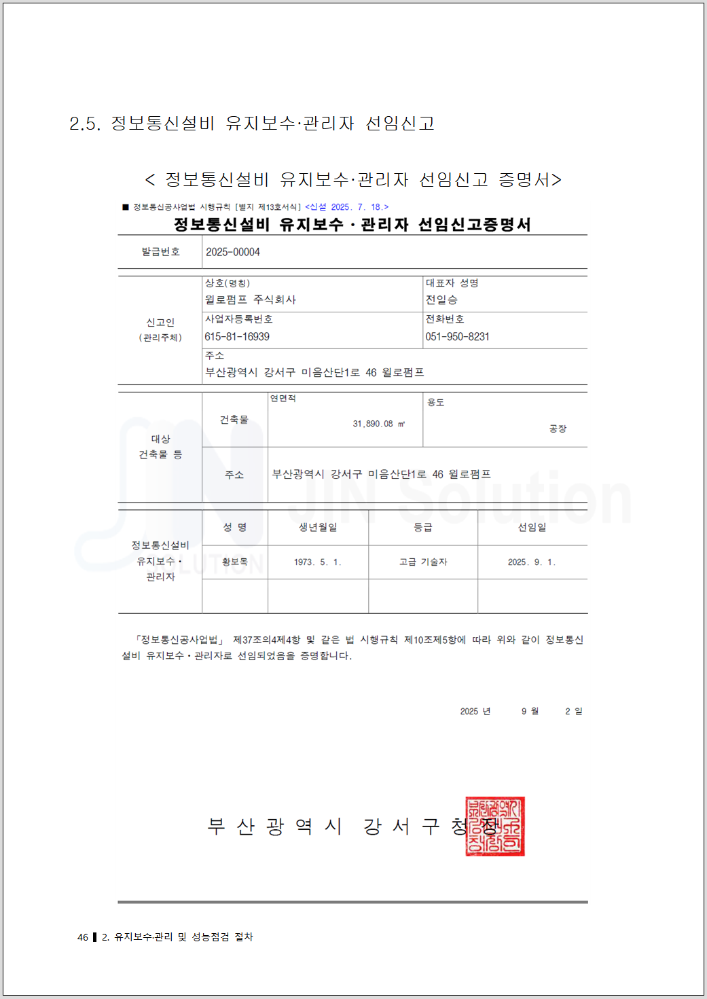 2.5. 정보통신설비 유지보수·관리자 선임신고
< 정보통신설비 유지보수·관리자 선임신고 증명서>
■ 정보통신공사업법 시행규칙 [별지 제13호서식] <신설 2025. 7. 18.>
정보통신설비 유지보수ㆍ관리자 선임신고증명서
발급번호
2025-00004
신고인
(관리주체)
상호(명칭)
윌로펌프 주식회사
대표자 성명
전일승
사업자등록번호
615-81-16939
전화번호
051-950-8231
주소
부산광역시 강서구 미음산단1로 46 윌로펌프
대상
건축물 등
건축물
연면적
31,890.08 ㎡
용도
공장
주소
부산광역시 강서구 미음산단1로 46 윌로펌프
JIN Solution
SOLUTION
정보통신설비
유지보수ㆍ
관리자
성 명
생년월일
등급
선임일
황보목
1973. 5. 1.
고급 기술자
2025. 9. 1.
「정보통신공사업법」 제37조의4제4항 및 같은 법 시행규칙 제10조제5항에 따라 위와 같이 정보통신
설비 유지보수ㆍ관리자로 선임되었음을 증명합니다.
2025 년 9 월 2 일
부산광역시 강서구청장
46 ▌2. 유지보수·관리 및 성능점검 절차